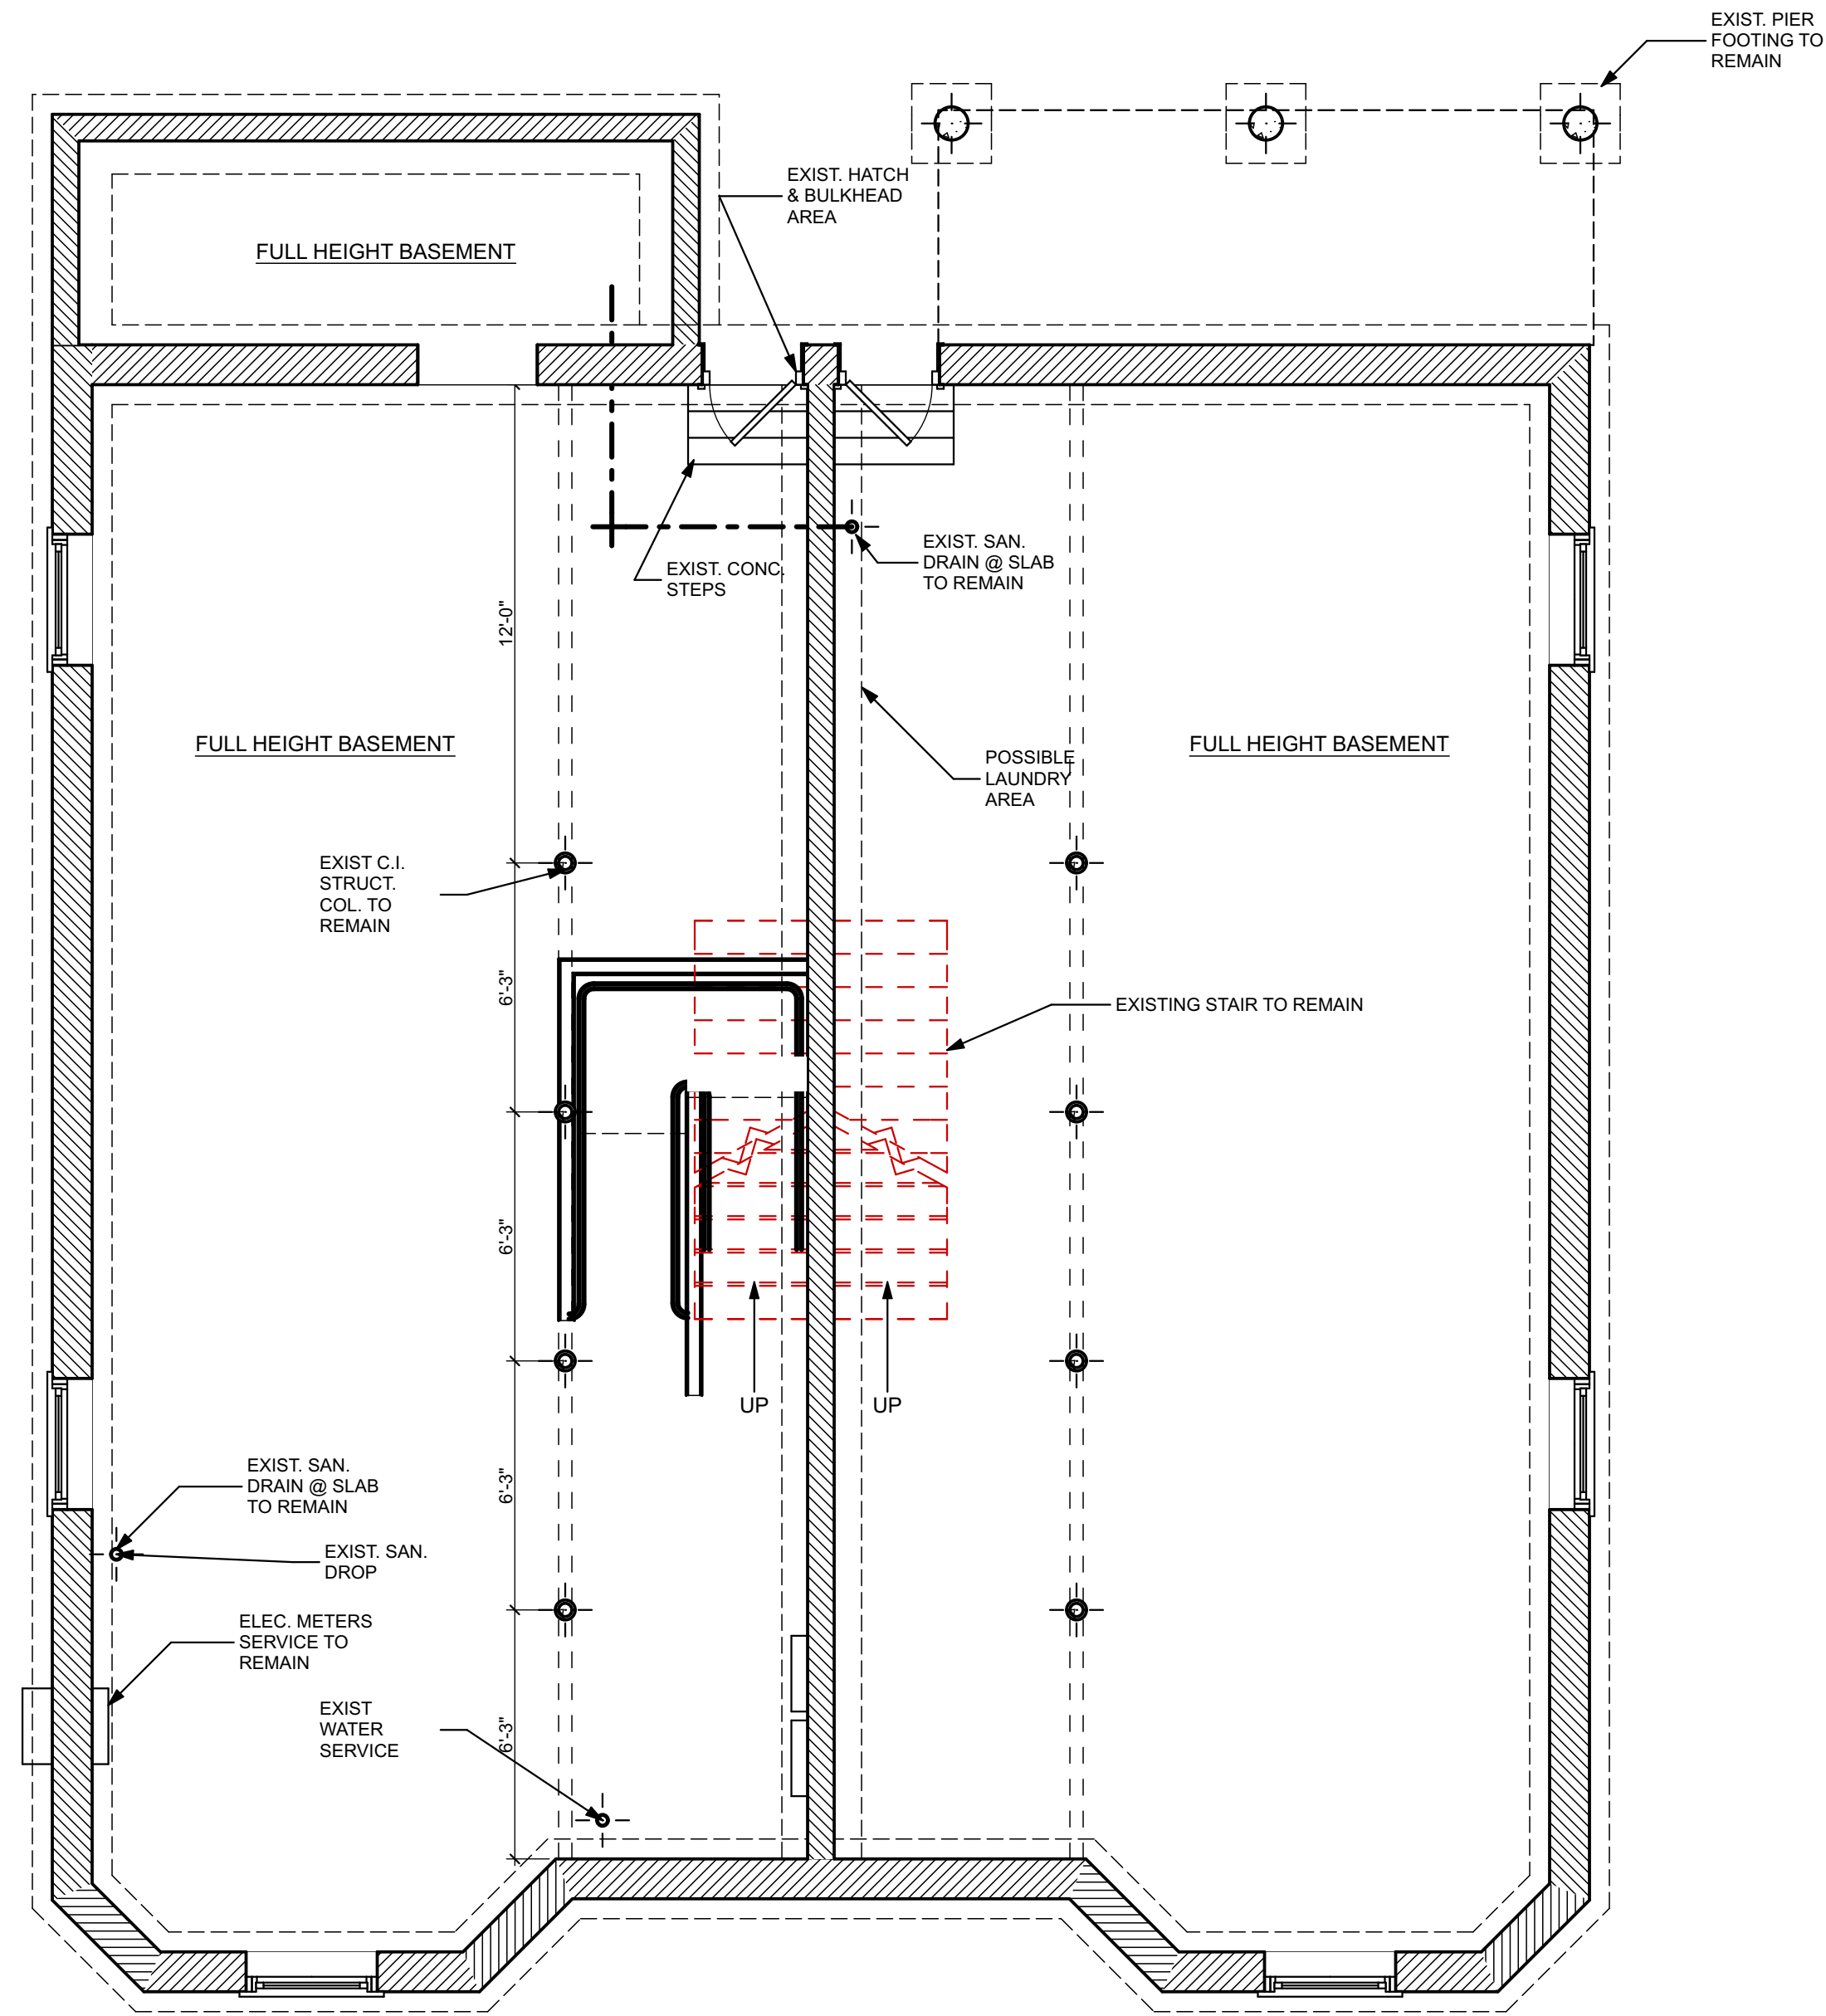 EXIST. PIER
FOOTING TO
REMAIN
EXIST. HATCH
& BULKHEAD
AREA
FULL HEIGHT BASEMENT
EXIST. SAN.
DRAIN @ SLAB
TO REMAIN
EXIST. CONC.
STEPS
12'-0"
FULL HEIGHT BASEMENT
FULL HEIGHT BASEMENT
POSSIBLE
LAUNDRY
AREA
EXIST C.I.
STRUCT.
COL. TO
REMAIN
6'-3"
EXISTING STAIR TO REMAIN
6'-3"
UP
UP
EXIST. SAN.
DRAIN @ SLAB
TO REMAIN
6'-3"
EXIST. SAN.
DROP
ELEC. METERS
SERVICE TO
REMAIN
EXIST
WATER
SERVICE
6'-3"